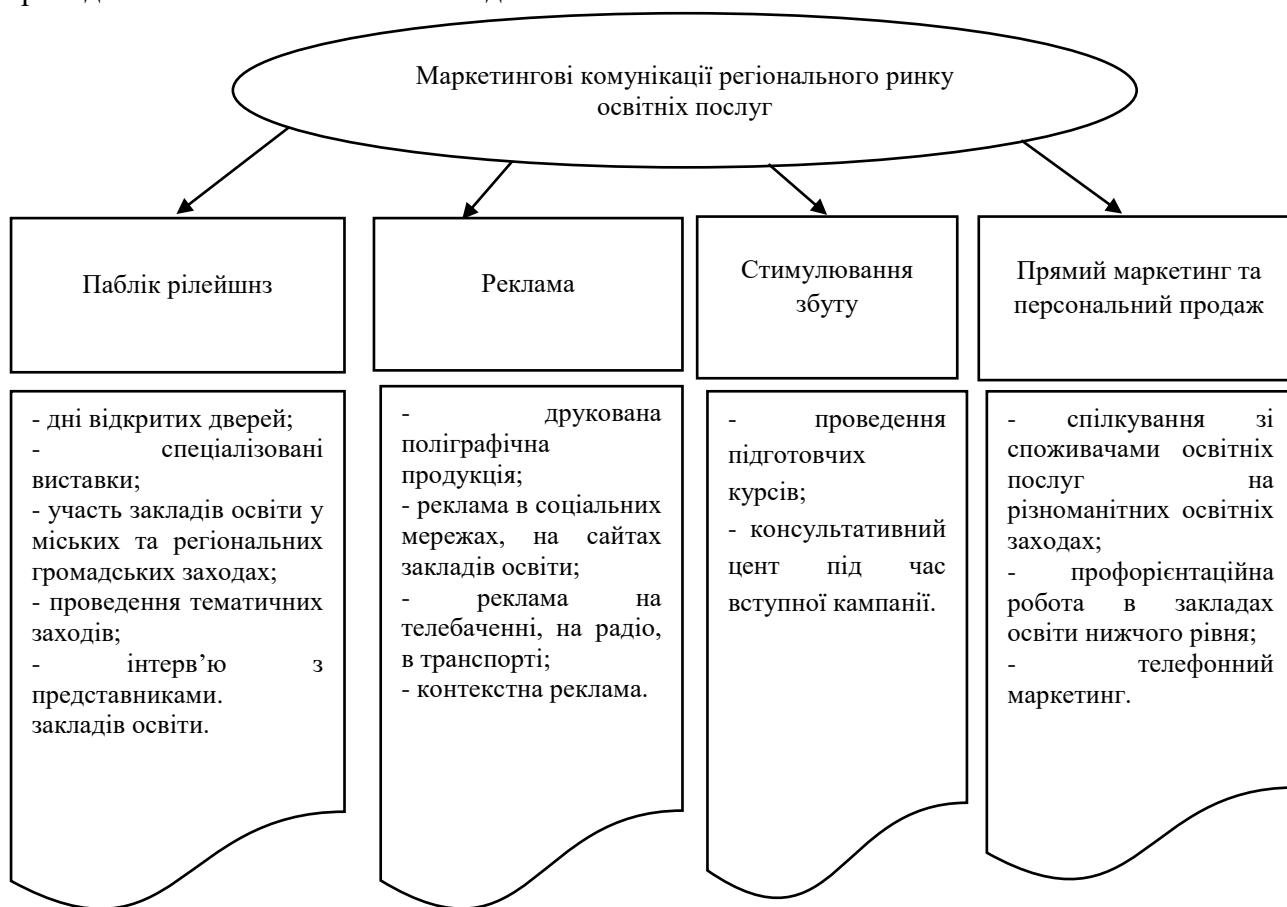 Маркетингові комунікації регіонального ринку
освітніх послуг
Паблік рілейшнз
Реклама
Стимулювання
збуту
Прямий маркетинг та
персональний продаж
- дні відкритих дверей;
- спеціалізовані
виставки;
- участь закладів освіти у
міських та регіональних
громадських заходах;
- проведення тематичних
заходів;
- інтерв’ю з
представниками.
закладів освіти.
- друкована
поліграфічна
продукція;
- реклама в соціальних
мережах, на сайтах
закладів освіти;
- реклама на
телебаченні, на радіо,
в транспорті;
- контекстна реклама.
- проведення
підготовчих
курсів;
- консультативний
цент під час
вступної кампанії.
- спілкування зі
споживачами освітніх
послуг на
різноманітних освітніх
заходах;
- профорієнтаційна
робота в закладах
освіти нижчого рівня;
- телефонний
маркетинг.